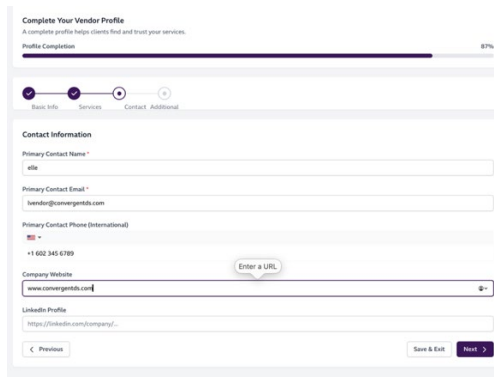 Complete Your Vendor Profile
A complete profile helps clients find and trust your services.
Profile Completion 87%
Basic Info Services Contact Additional
Contact Information
Primary Contact Name *
elle
Primary Contact Email *
lvendor@convergentds.com
Primary Contact Phone (International)
+1 602 345 6789
Enter a URL
Company Website
www.convergentds.com
LinkedIn Profile
https://linkedin.com/company/...
Previous Save & Exit Next